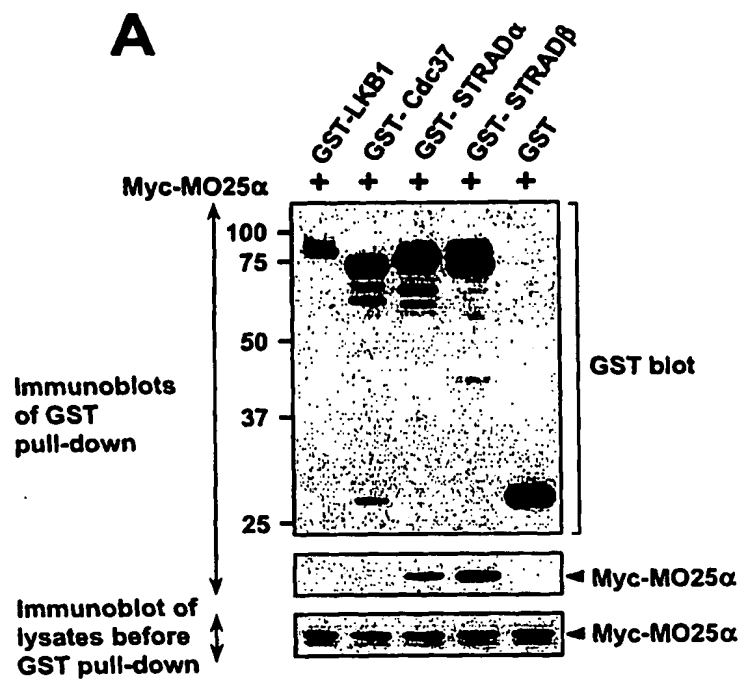 A
GST-LKB1
GST- Cdc37
GST- STRADα
GST- STRADβ
GST
Myc-MO25α + + + + +
100
75
50
37
25
GST blot
Immunoblots
of GST
pull-down
Myc-MO25α
Immunoblot of
lysates before
GST pull-down
Myc-MO25α